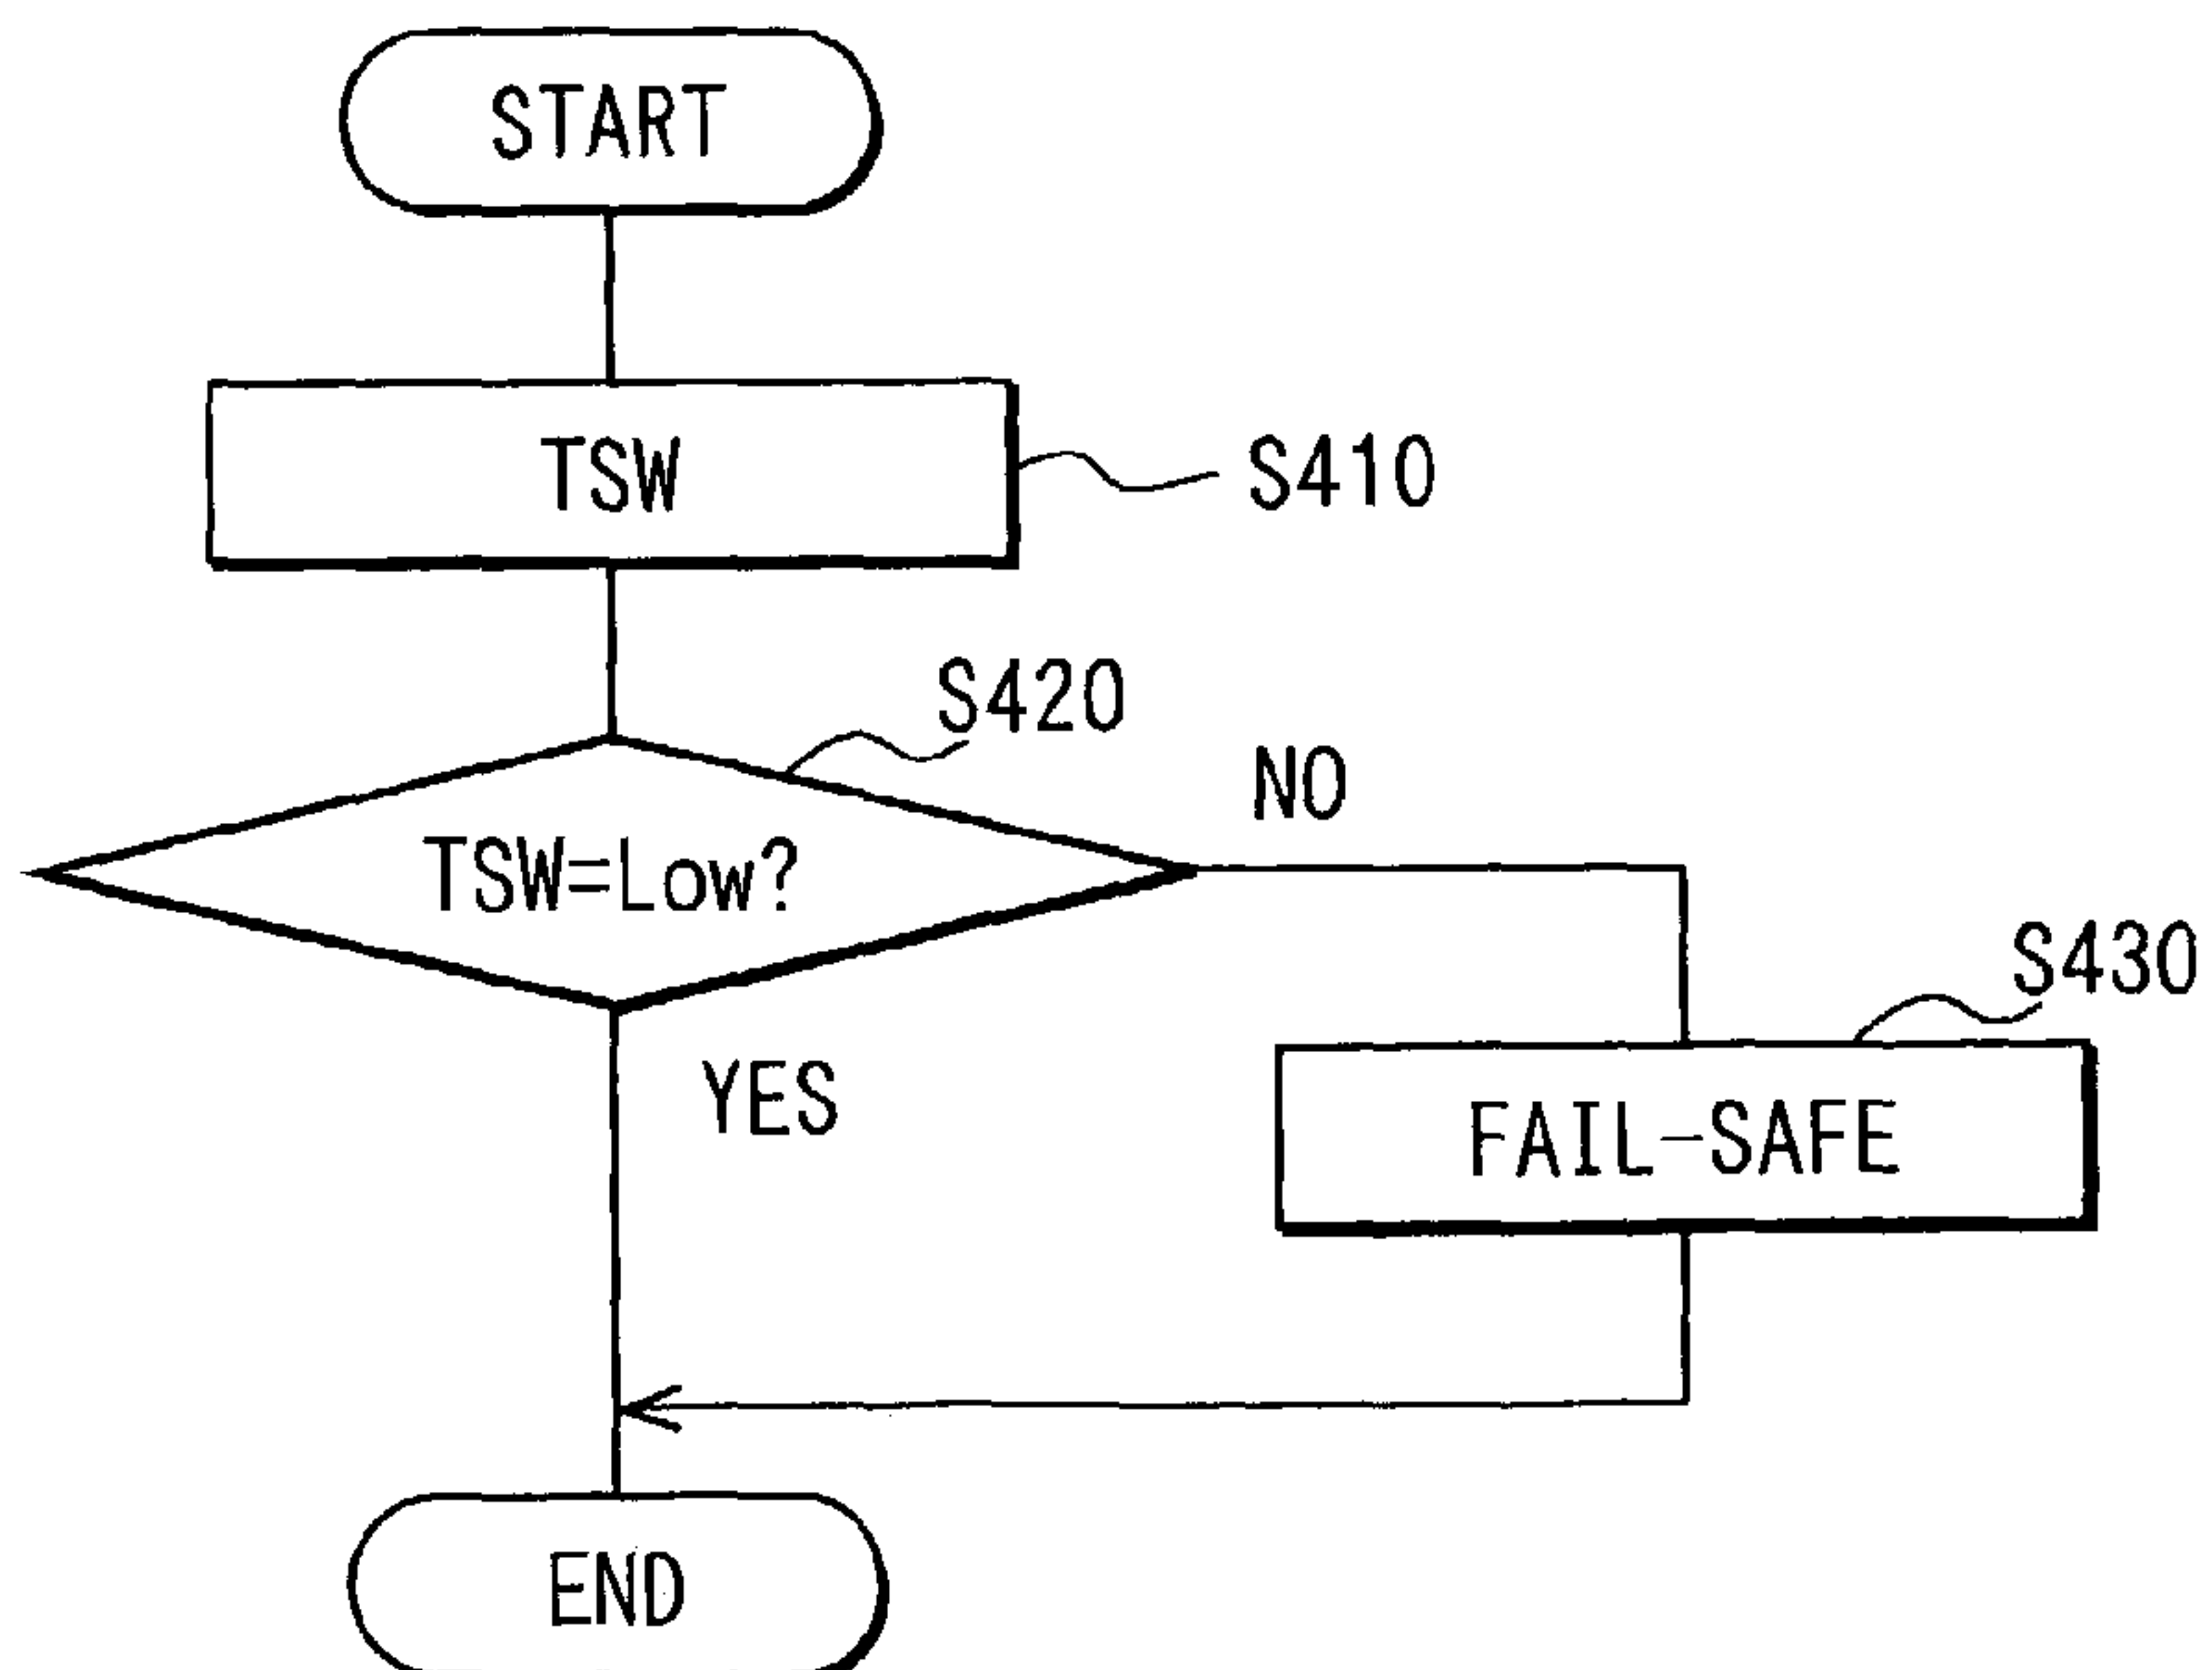 START
TSW
S410
S420
TSW=Low?
NO
YES
S430
FAIL-SAFE
END